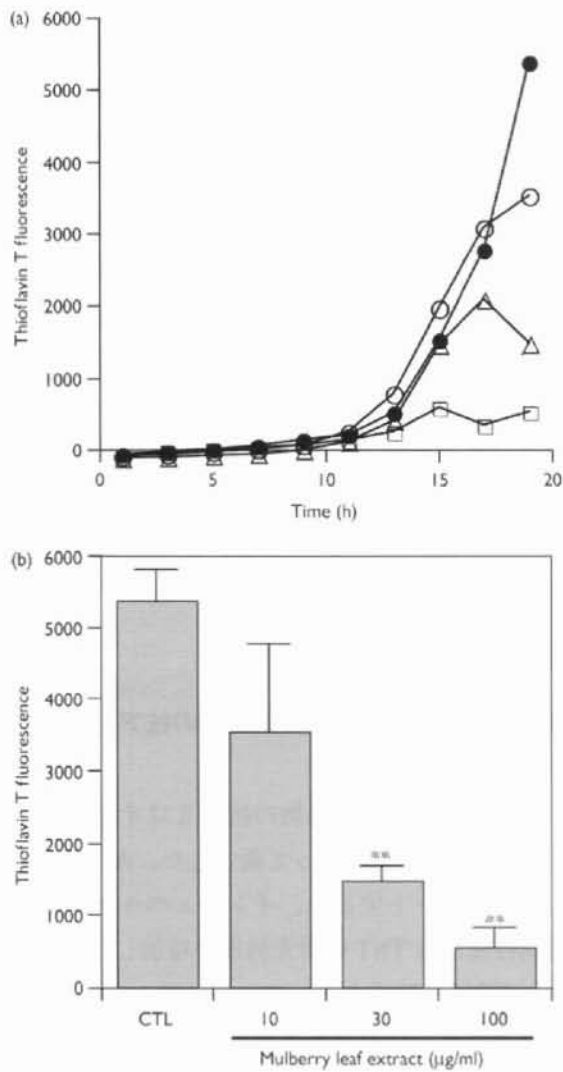 (a)
6000
5000
4000
3000
2000
1000
0
Thioflavin T fluorescence
0 5 10 15 20
Time (h)
(b)
6000
5000
4000
3000
2000
1000
0
Thioflavin T fluorescence
**
**
CTL 10 30 100
Mulberry leaf extract (μg/ml)